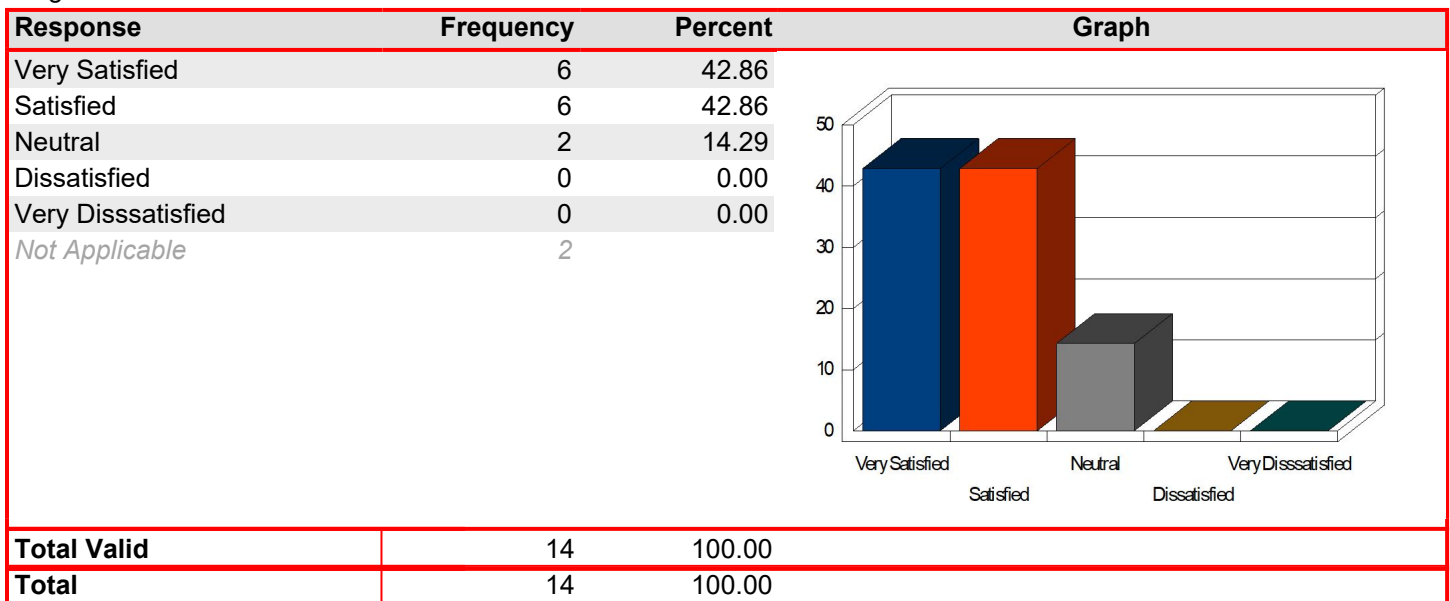 Response Frequency Percent Graph
Very Satisfied 6 42.86
Satisfied 6 42.86
Neutral 2 14.29
Dissatisfied 0 0.00
Very Disssatisfied 0 0.00
Not Applicable 2
50
40
30
20
10
0
Very Satisfied Neutral Very Disssatisfied
Satisfied Dissatisfied
Total Valid 14 100.00
Total 14 100.00